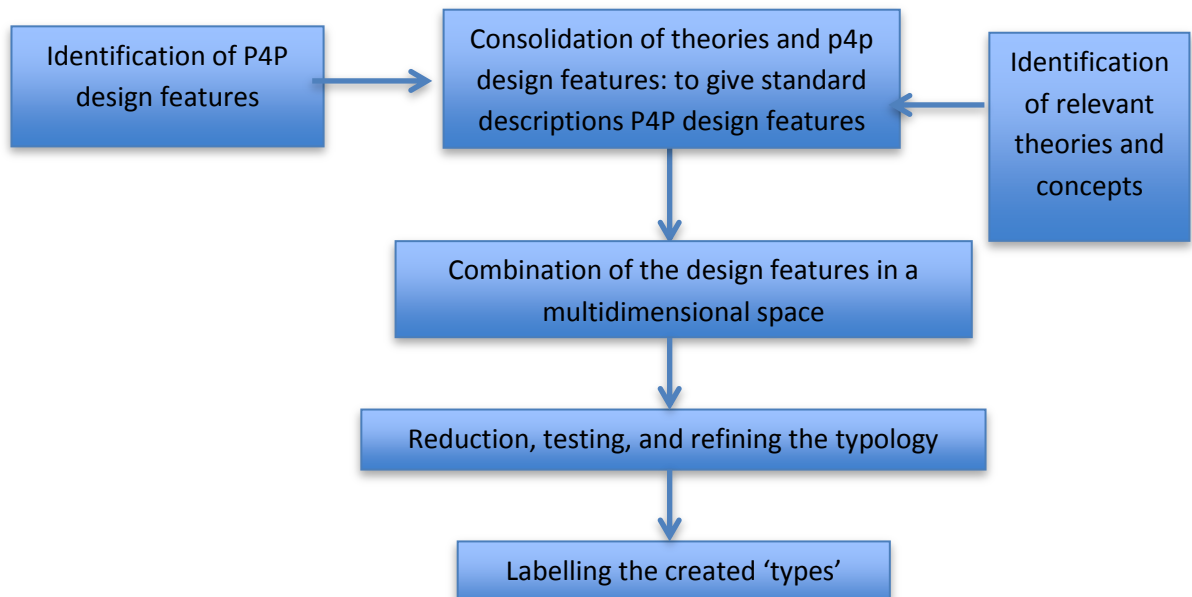 Identification of P4P
design features
Consolidation of theories and p4p
design features: to give standard
descriptions P4P design features
Identification
of relevant
theories and
concepts
Combination of the design features in a
multidimensional space
Reduction, testing, and refining the typology
Labelling the created ‘types’